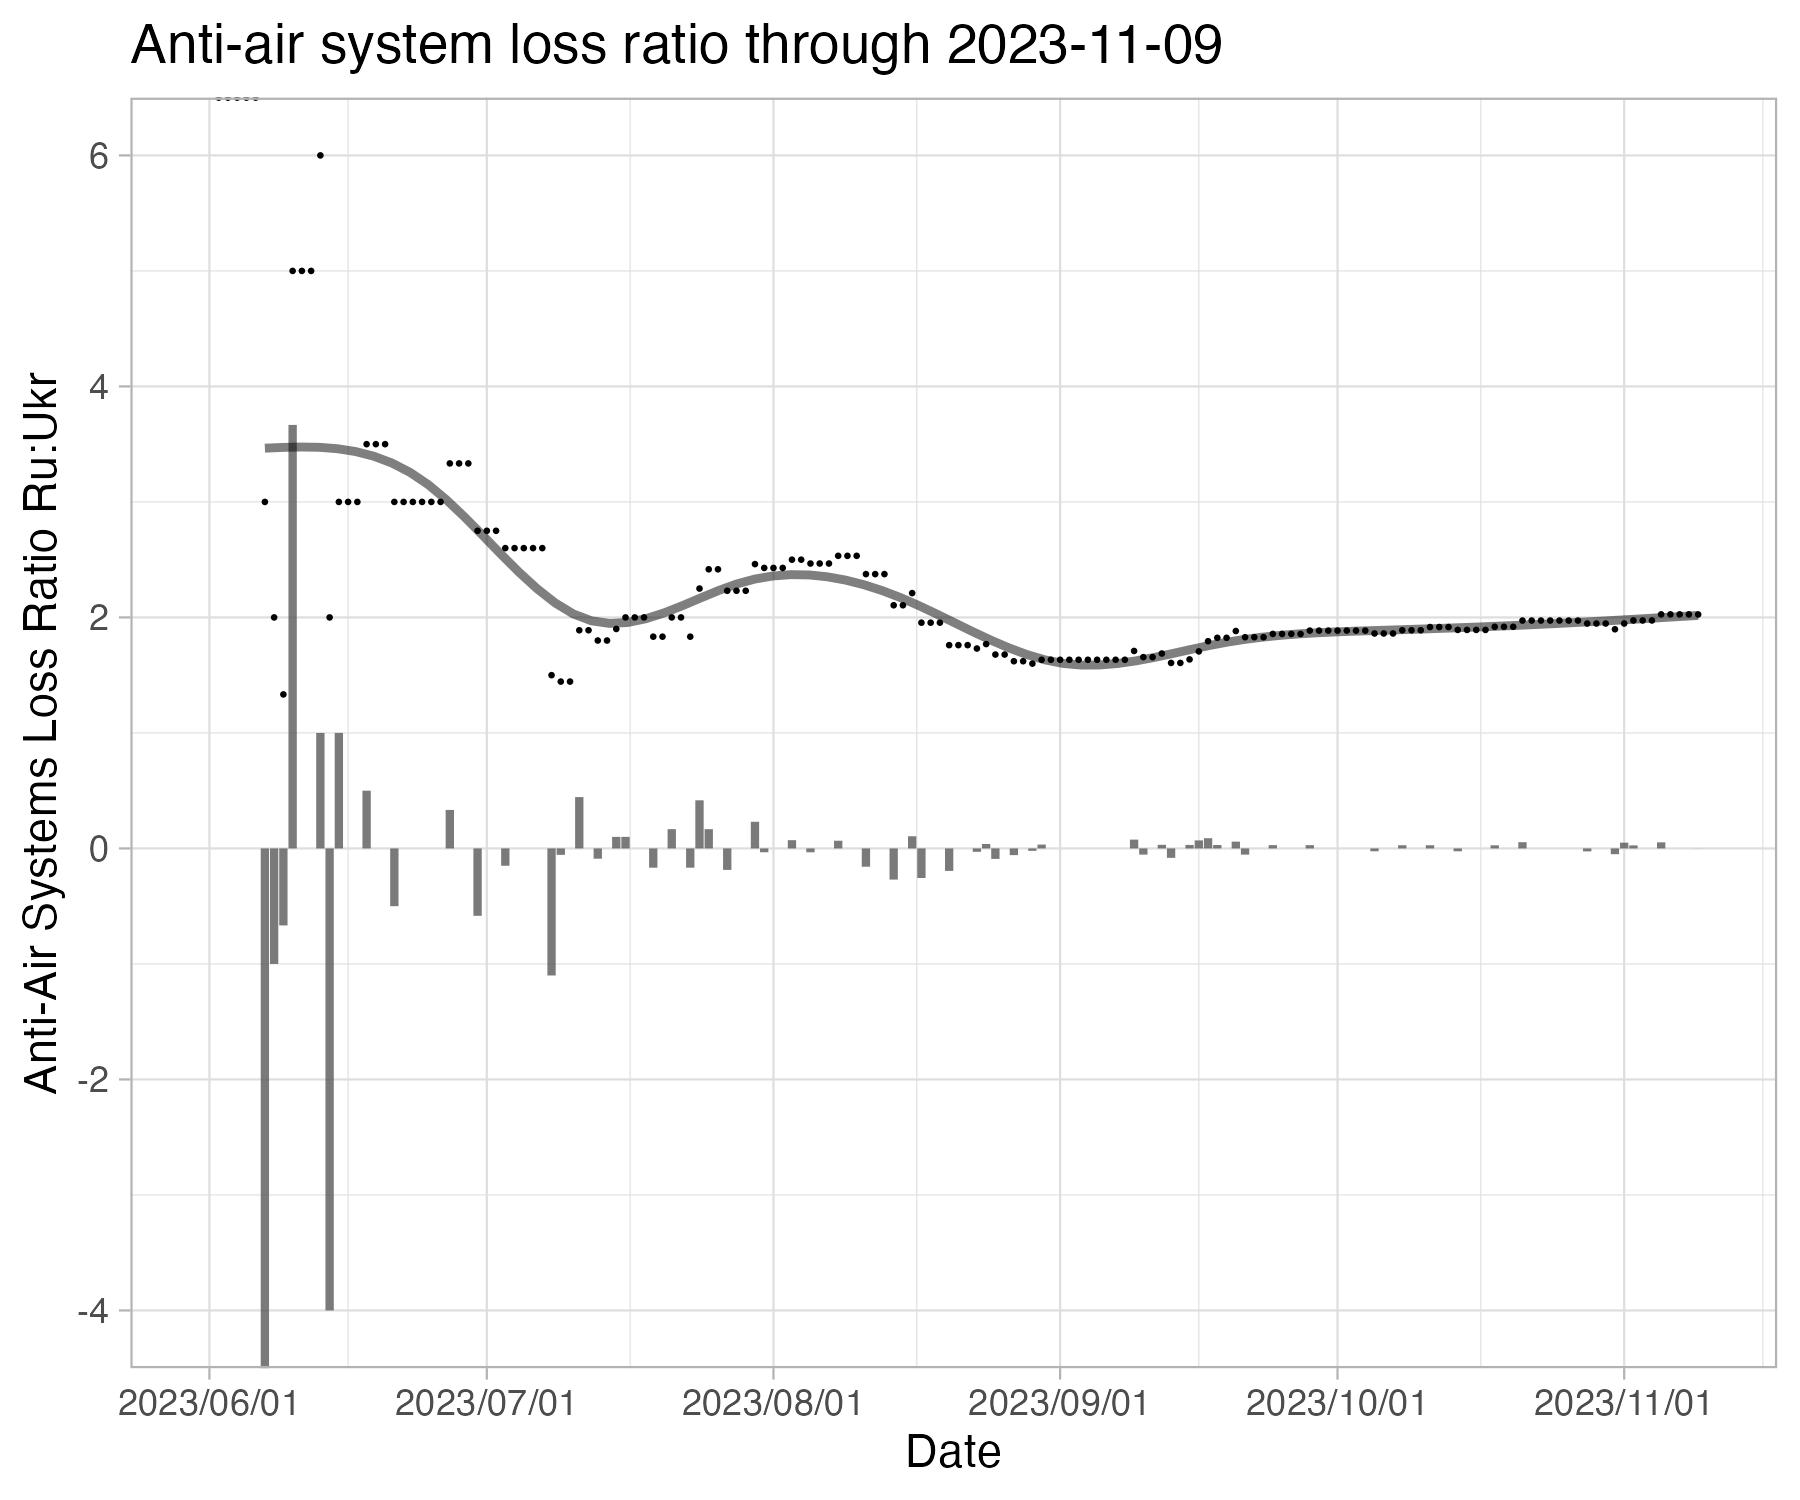 Anti-air system loss ratio through 2023-11-09
Anti-Air Systems Loss Ratio Ru:Ukr
6
4
2
0
-2
-4
2023/06/01 2023/07/01 2023/08/01 2023/09/01 2023/10/01 2023/11/01
Date